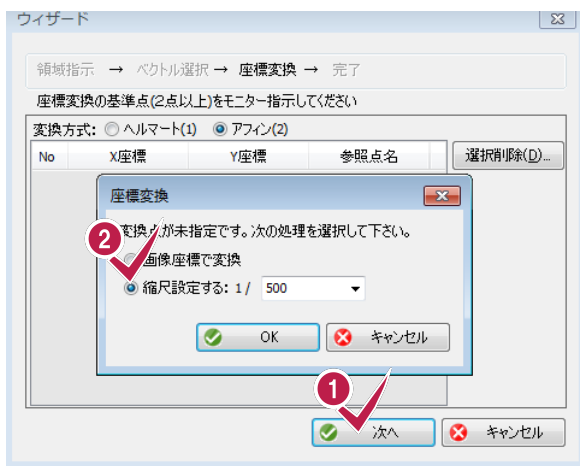 ウィザード
領域指示 → ベクトル選択 → 座標変換 → 完了
座標変換の基準点(2点以上)をモニター指示してください
変換方式: ヘルマート(1) アフィン(2)
No X座標 Y座標 参照点名
選択削除(D)...
座標変換
変換点が未指定です。次の処理を選択して下さい。
2
画像座標で変換
縮尺設定する: 1 / 500
OK キャンセル
1
次へ キャンセル